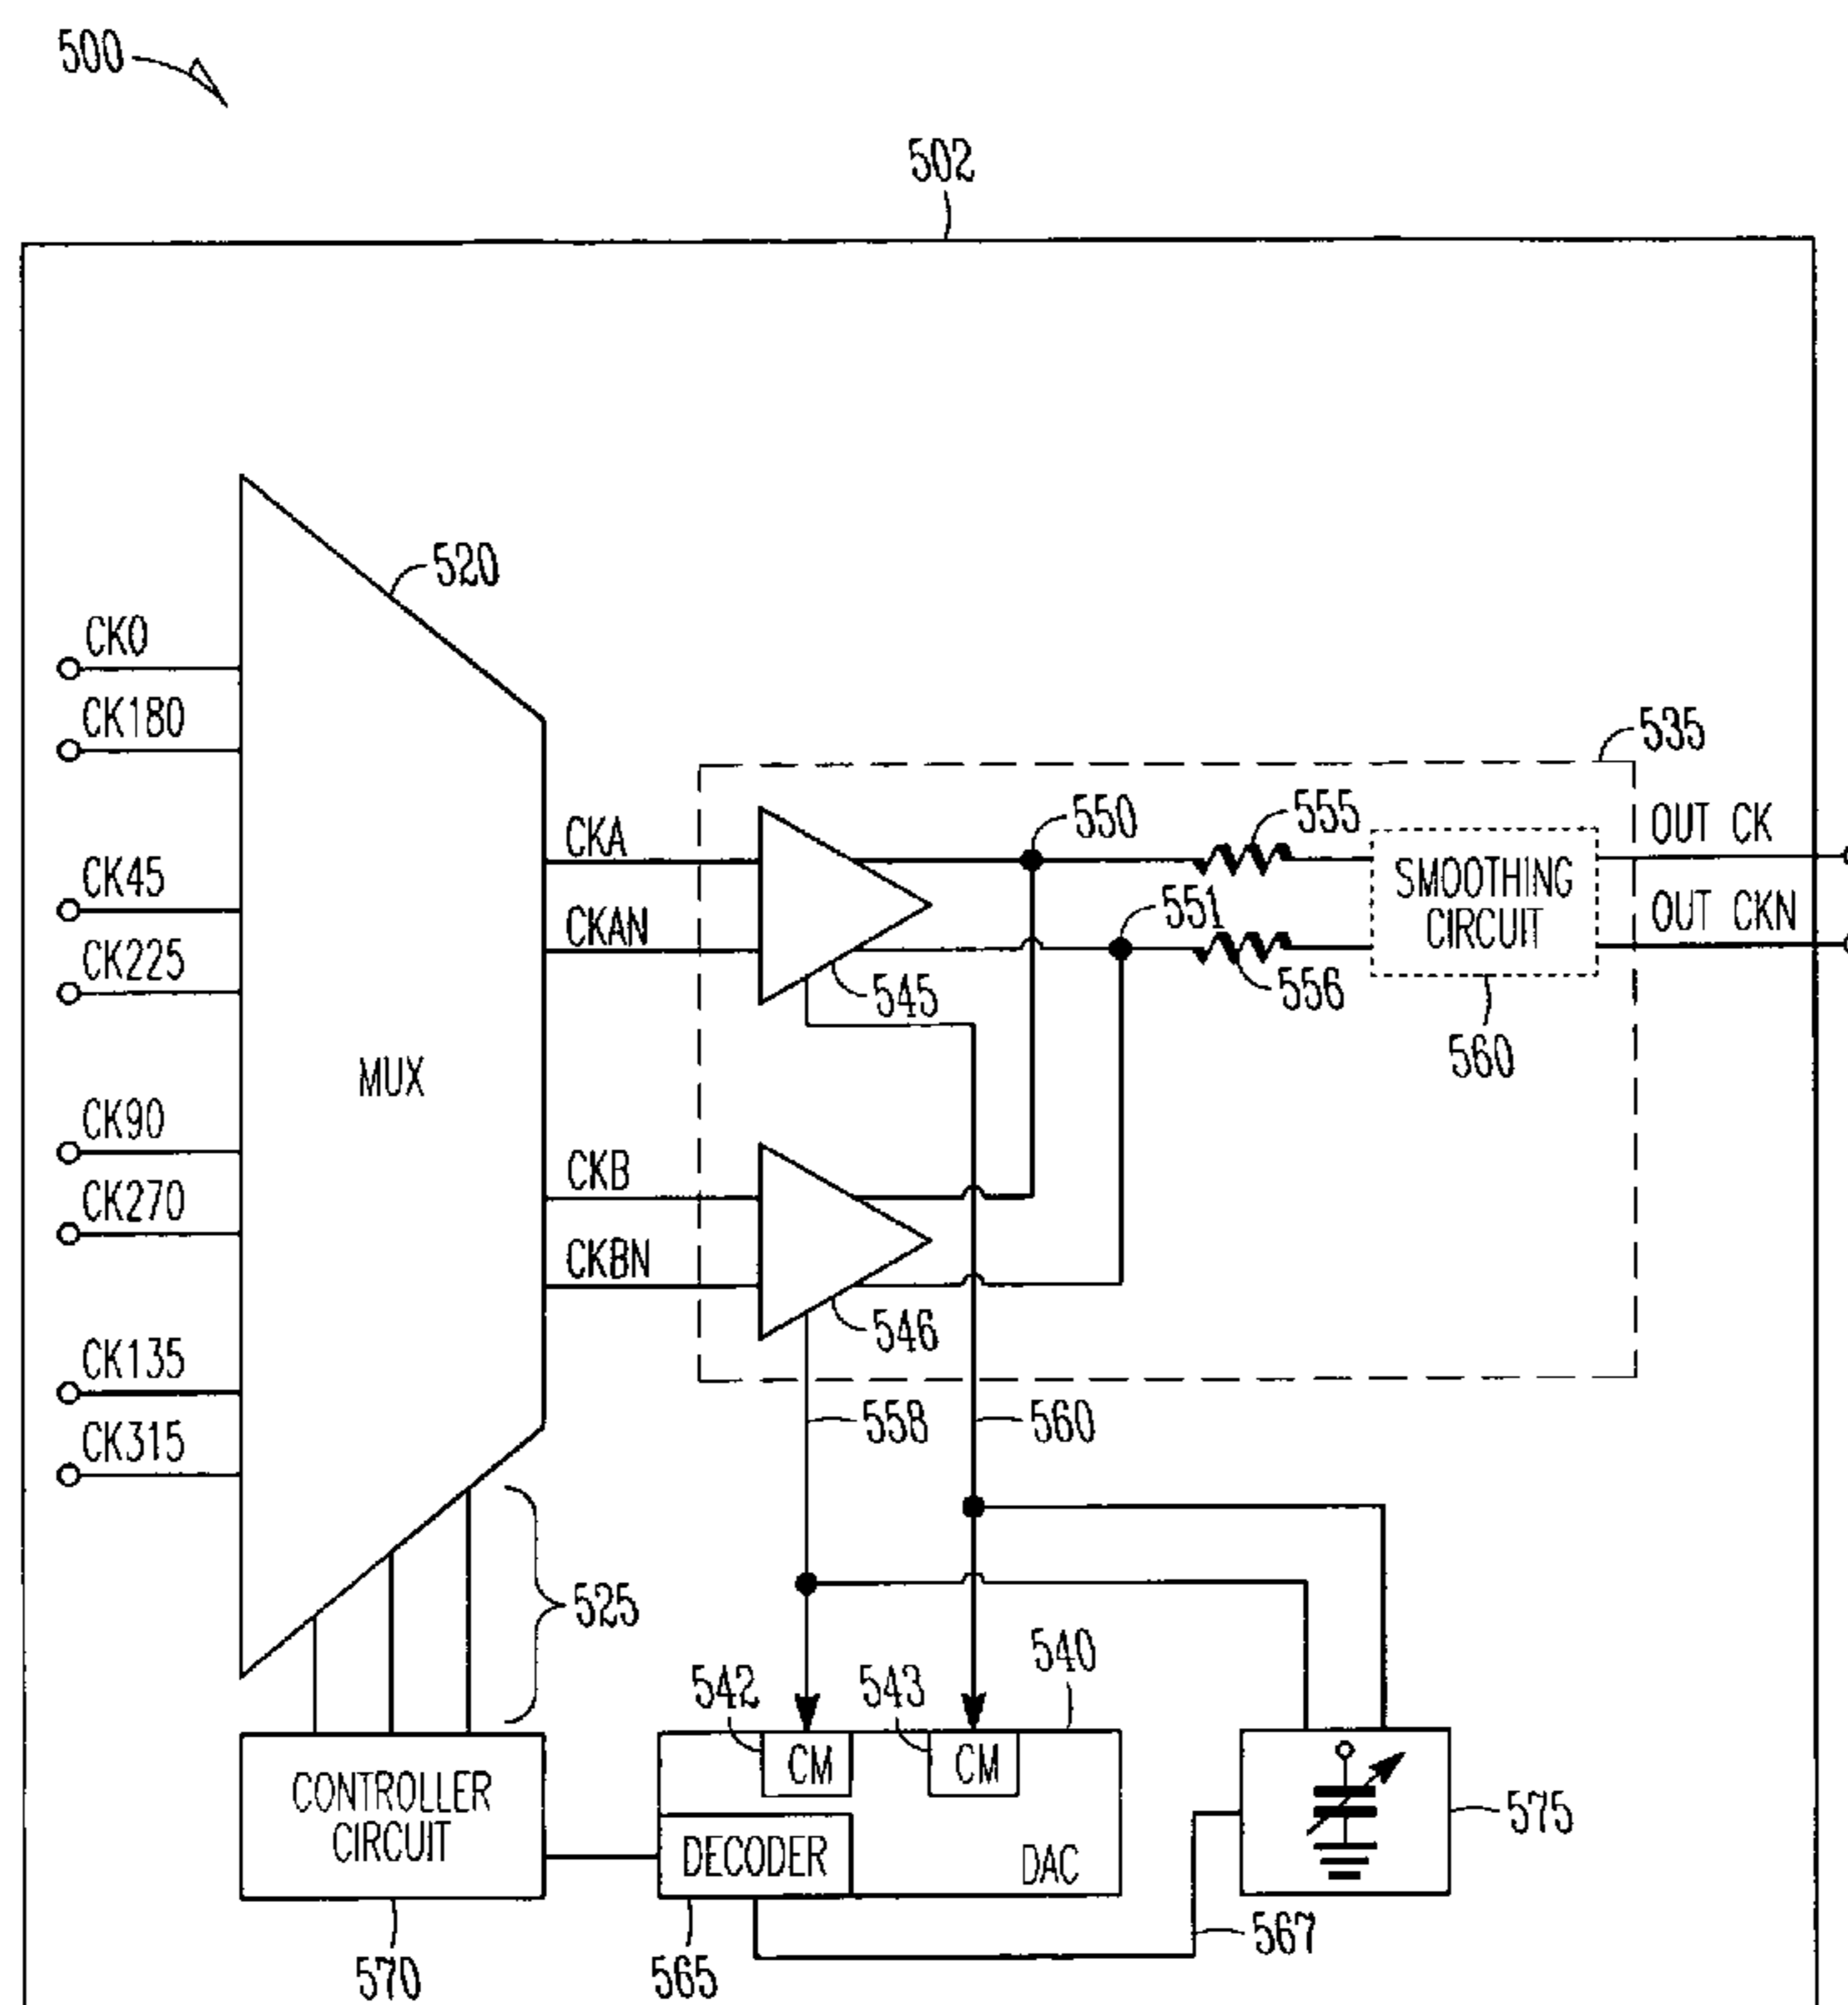 500
502
520
CK0
CK180
535
550
555
OUT CK
CKA
CK45
SMOOTHING
CIRCUIT
551
OUT CKN
CKAN
CK225
545
556
560
MUX
CK90
CKB
CK270
CKBN
546
CK135
558
560
CK315
525
542
543
540
CM
CM
CONTROLLER
CIRCUIT
DECODER
DAC
575
567
570
565